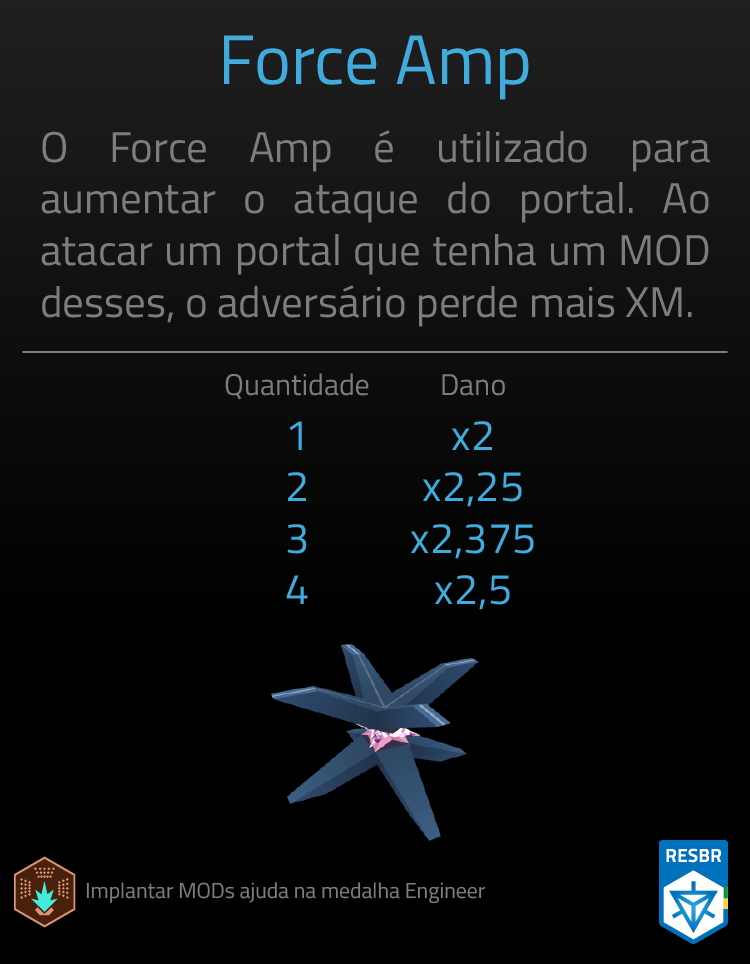 Force Amp
O Force Amp é utilizado para
aumentar o ataque do portal. Ao
atacar um portal que tenha um MOD
desses, o adversário perde mais XM.
Quantidade Dano
1 x2
2 x2,25
3 x2,375
4 x2,5
Implantar MODs ajuda na medalha Engineer
RESBR